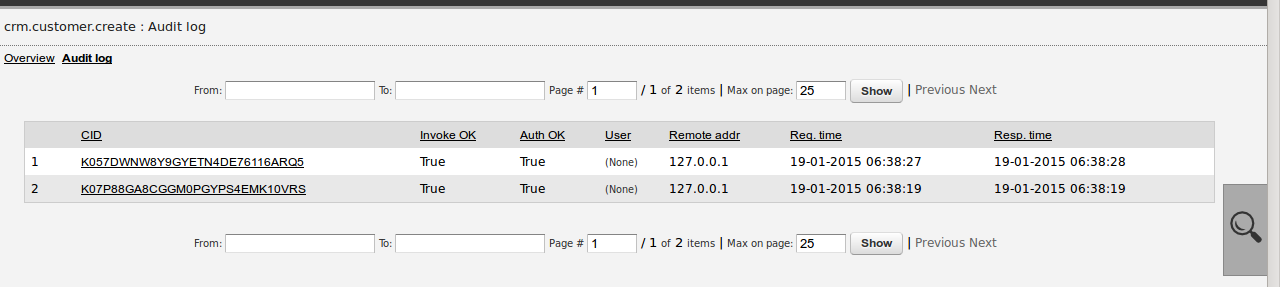 crm.customer.create : Audit log
Overview Audit log
From: To: Page # 1 / 1 of 2 items | Max on page: 25 Show | Previous Next
CID Invoke OK Auth OK User Remote addr Req. time Resp. time
1 K057DWNW8Y9GYETN4DE76116ARQ5 True True (None) 127.0.0.1 19-01-2015 06:38:27 19-01-2015 06:38:28
2 K07P88GA8CGGM0PGYPS4EMK10VRS True True (None) 127.0.0.1 19-01-2015 06:38:19 19-01-2015 06:38:19
From: To: Page # 1 / 1 of 2 items | Max on page: 25 Show | Previous Next